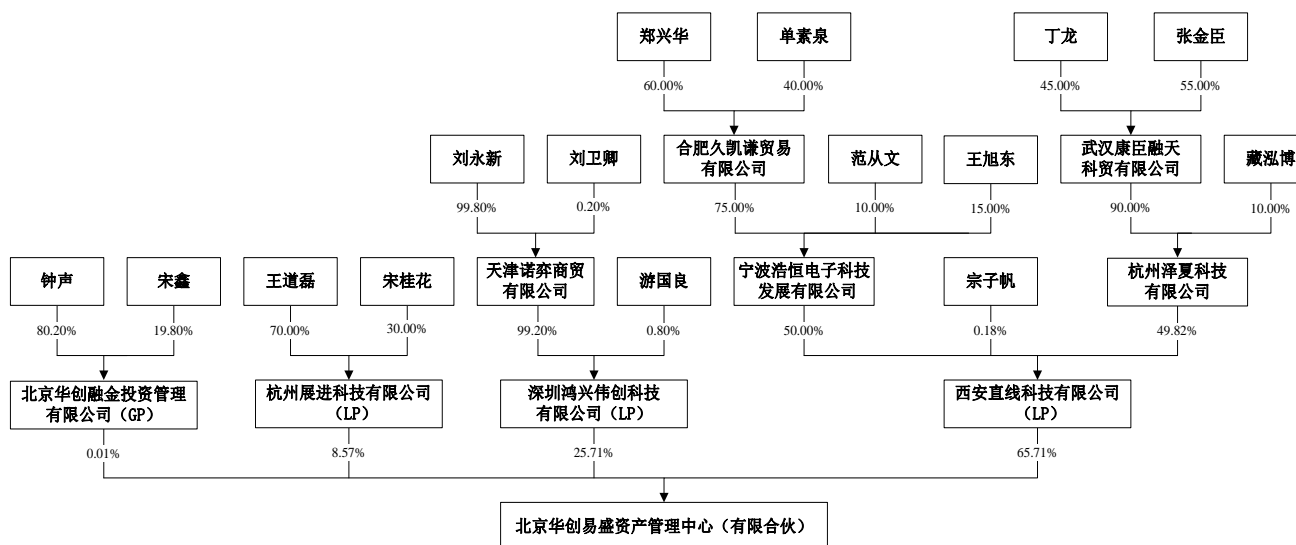 郑兴华
单素泉
丁龙
张金臣
60.00%
40.00%
45.00%
55.00%
刘永新
刘卫卿
合肥久凯谦贸易
有限公司
范从文
王旭东
武汉康臣融天
科贸有限公司
藏泓博
99.80%
0.20%
75.00%
10.00%
15.00%
90.00%
10.00%
钟声
宋鑫
王道磊
宋桂花
天津诺弈商贸
有限公司
游国良
宁波浩恒电子科技
发展有限公司
宗子帆
杭州泽夏科技
有限公司
80.20%
19.80%
70.00%
30.00%
99.20%
0.80%
50.00%
0.18%
49.82%
北京华创融金投资管理
有限公司（GP）
杭州展进科技有限公司
（LP）
深圳鸿兴伟创科技
有限公司（LP）
西安直线科技有限公司
（LP）
0.01%
8.57%
25.71%
65.71%
北京华创易盛资产管理中心（有限合伙）